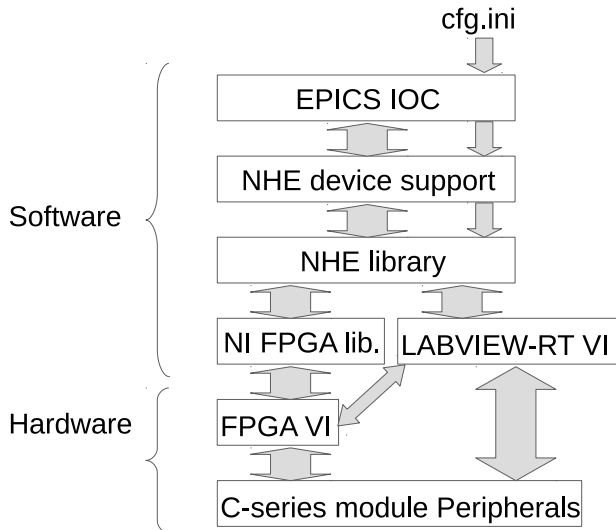 cfg.ini
EPICS IOC
NHE device support
Software
NHE library
NI FPGA lib.
LABVIEW-RT VI
Hardware
FPGA VI
C-series module Peripherals